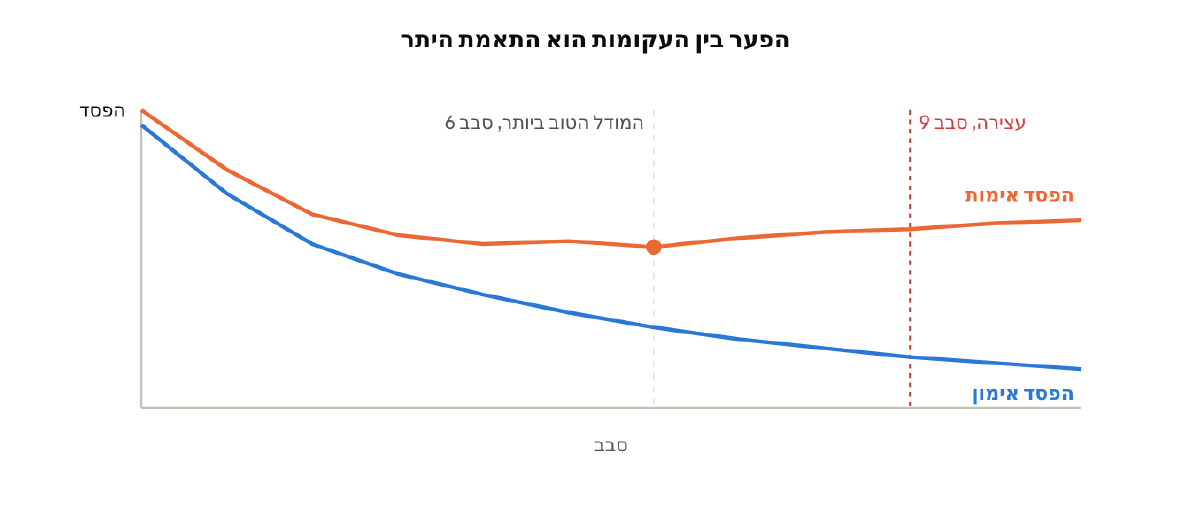 הפער בין העקומות הוא התאמת היתר
הפסד
המודל הטוב ביותר, סבב 6
עצירה, סבב 9
הפסד אימות
הפסד אימון
סבב